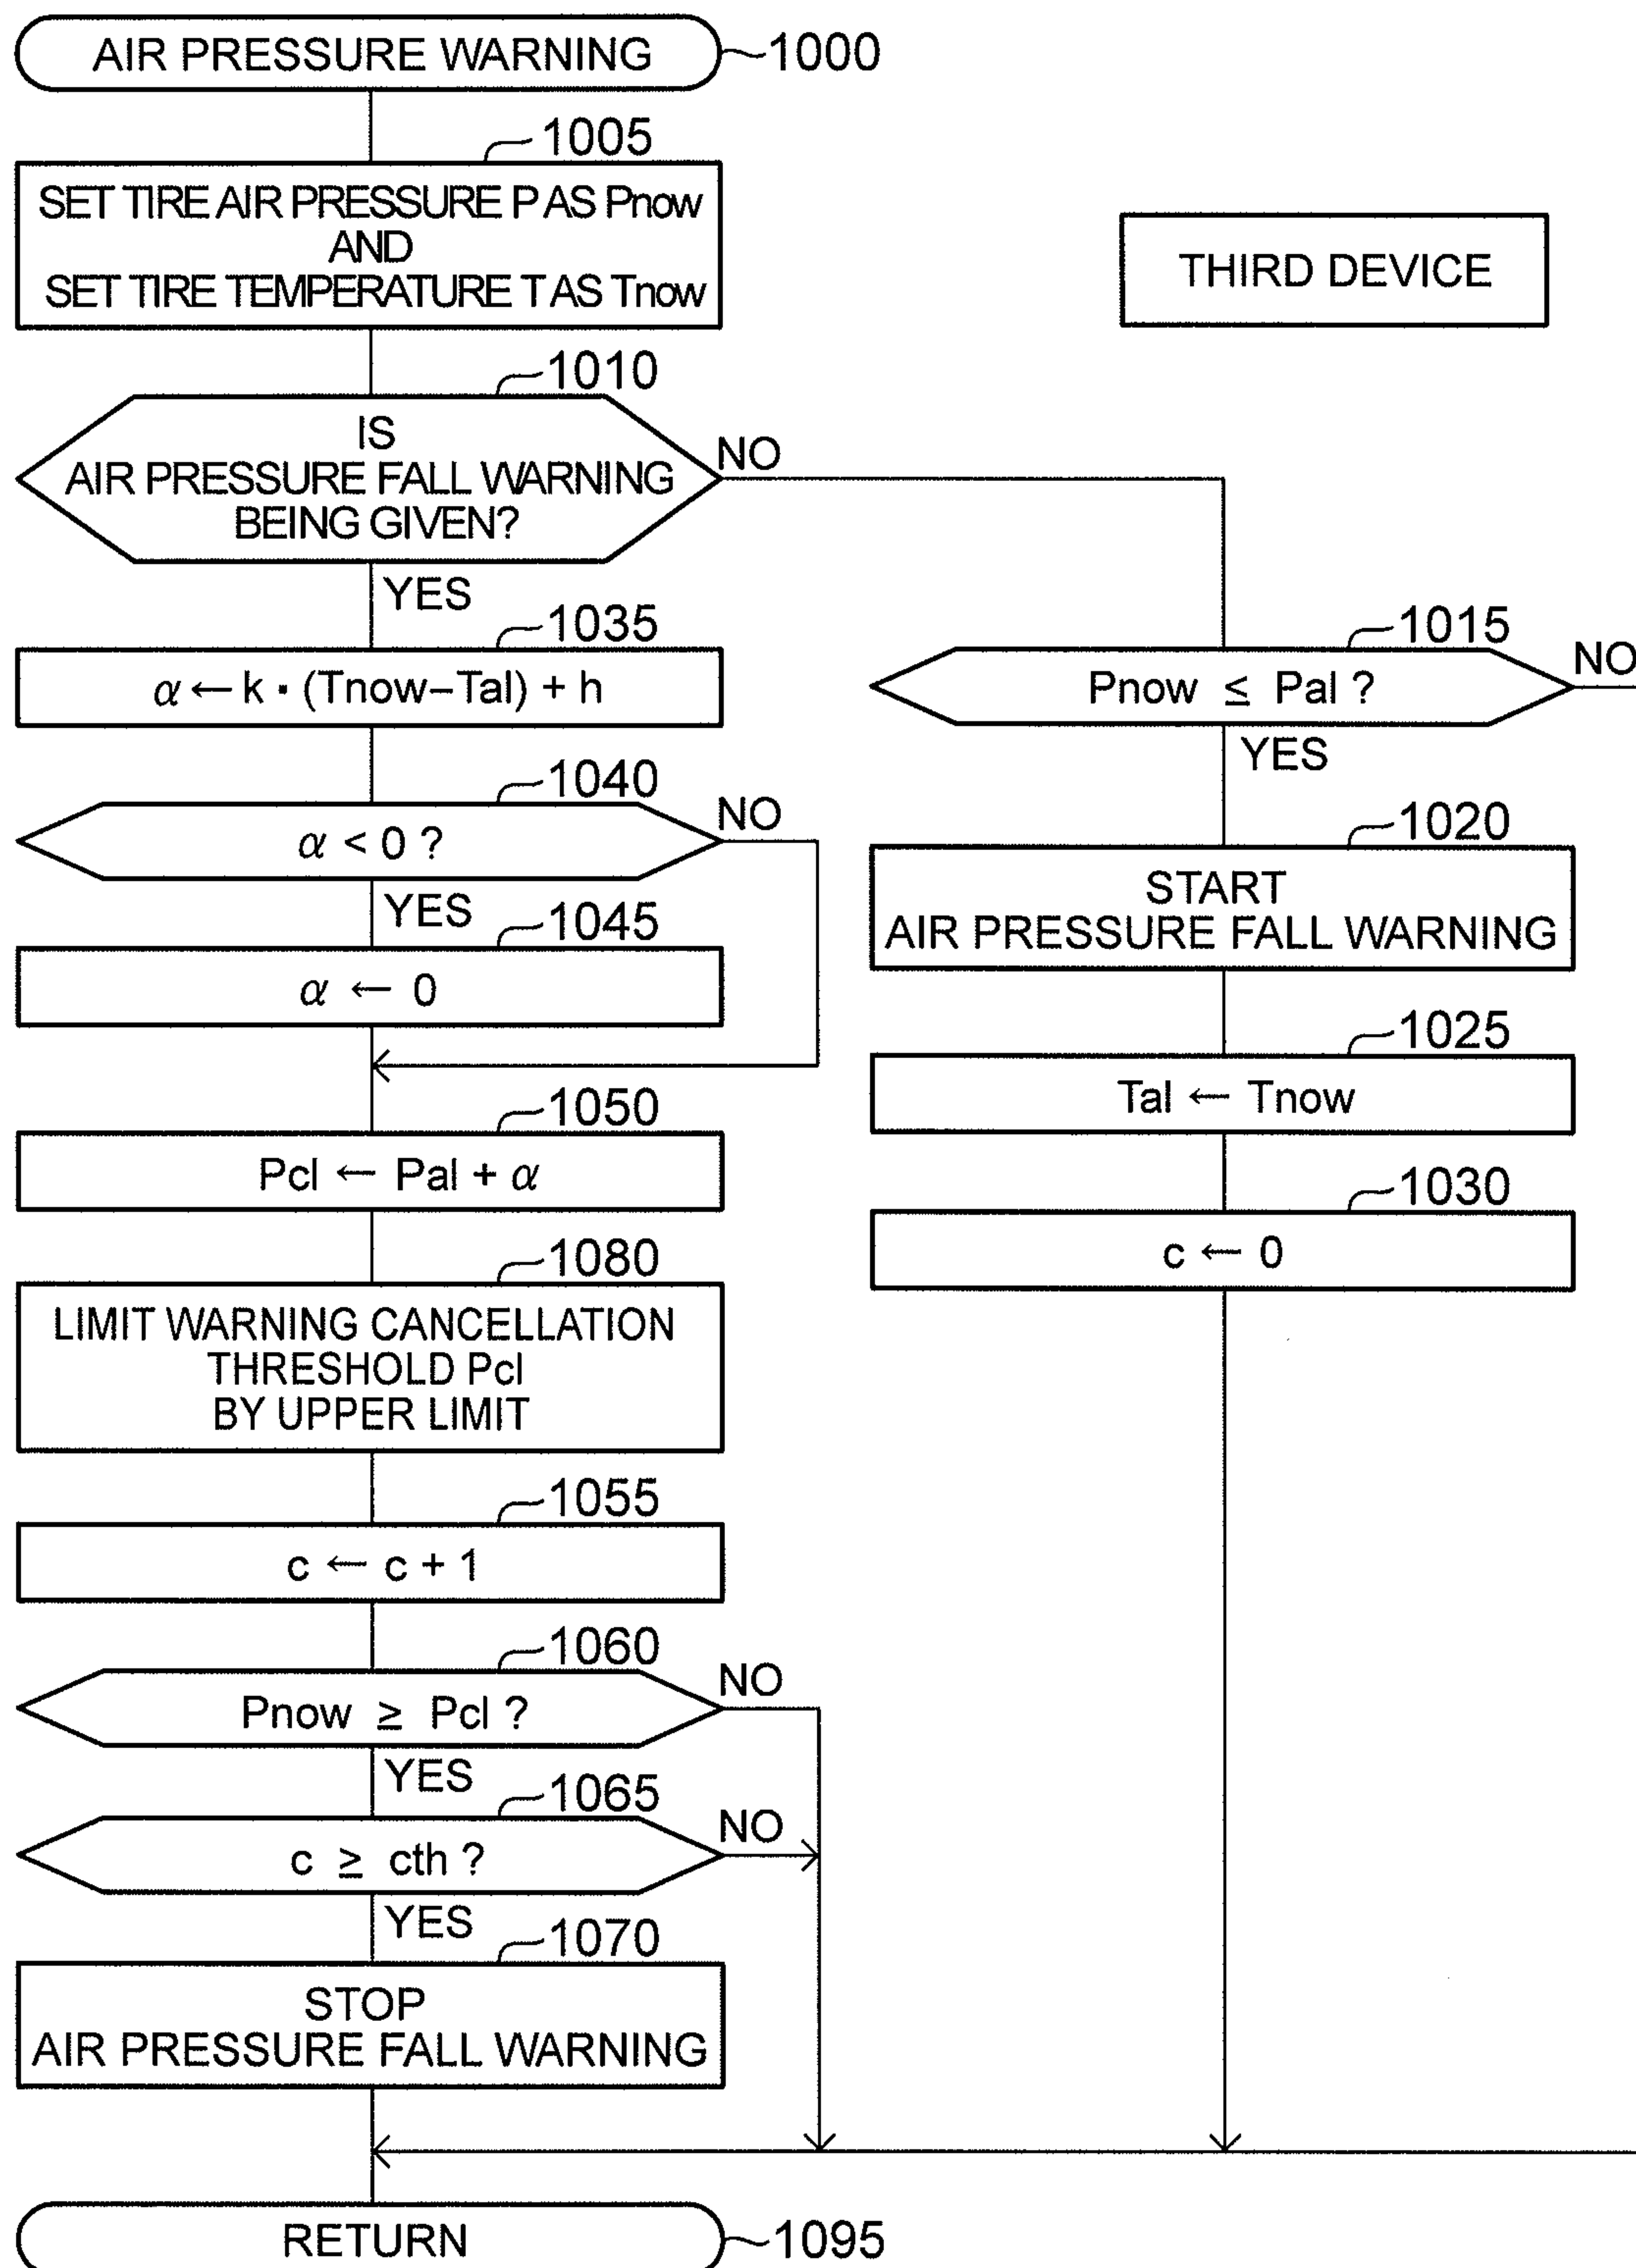 AIR PRESSURE WARNING
1000
1005
SET TIRE AIR PRESSURE P AS Pnow
AND
SET TIRE TEMPERATURE T AS Tnow
THIRD DEVICE
1010
IS
AIR PRESSURE FALL WARNING
BEING GIVEN?
NO
YES
1035
α ← k · (Tnow–Tal) + h
1040
α < 0 ?
NO
YES
1045
α ← 0
1050
Pcl ← Pal + α
1080
LIMIT WARNING CANCELLATION
THRESHOLD Pcl
BY UPPER LIMIT
1055
c ← c + 1
1060
Pnow ≥ Pcl ?
NO
YES
1065
c ≥ cth ?
NO
YES
1070
STOP
AIR PRESSURE FALL WARNING
1015
Pnow ≤ Pal ?
NO
YES
1020
START
AIR PRESSURE FALL WARNING
1025
Tal ← Tnow
1030
c ← 0
RETURN
1095